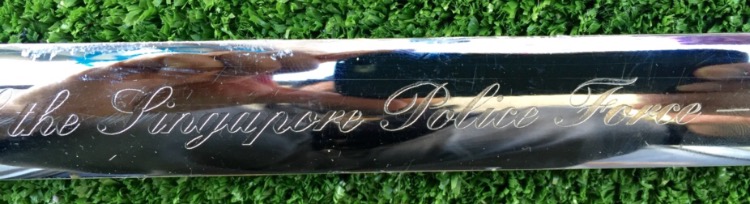 the Singapore Police Force